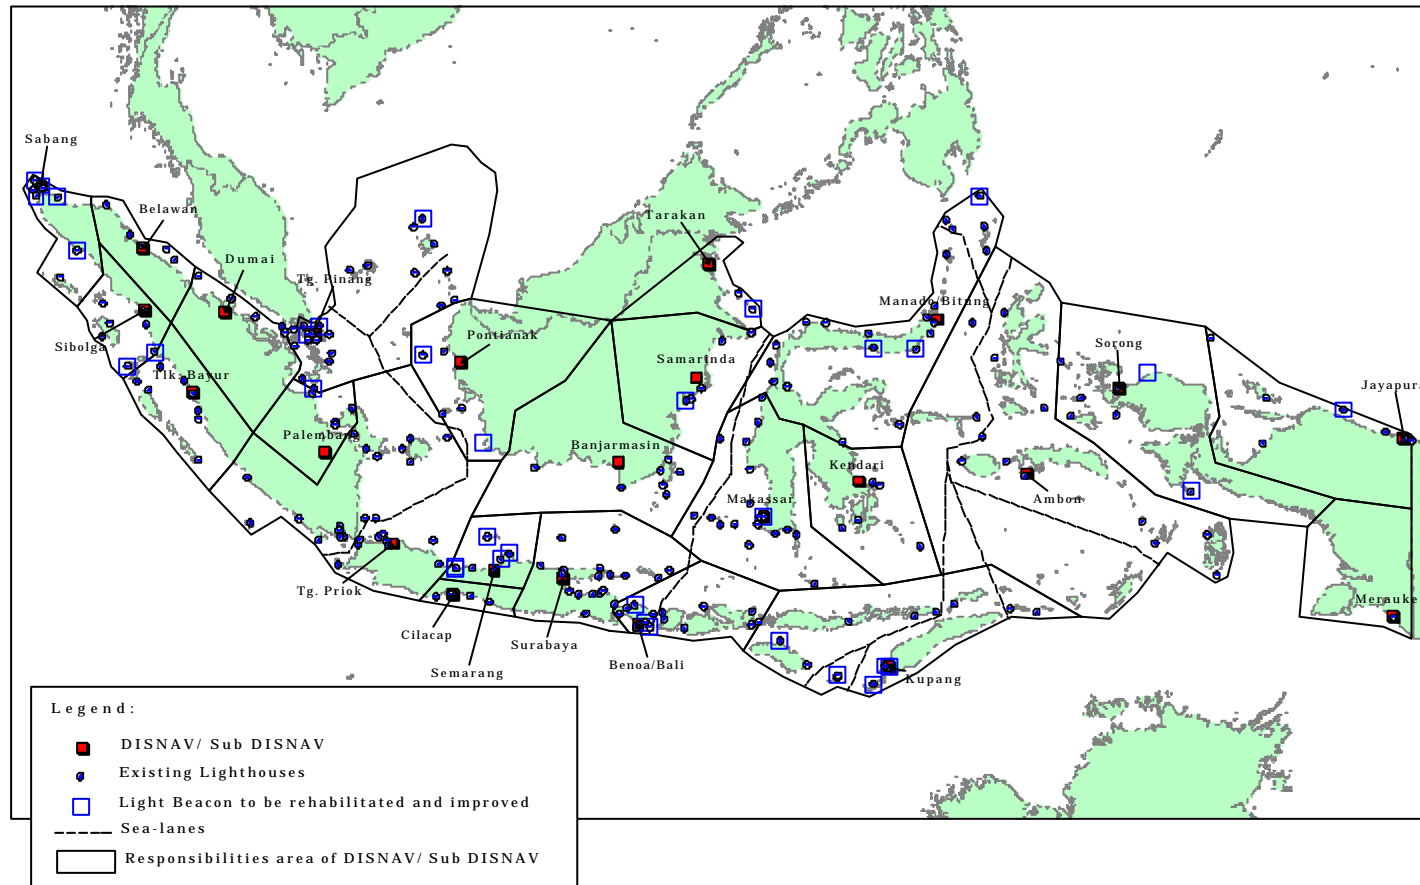 Sabang
Belawan
Tarakan
Dumai
Tg. Pinang
Manado/Bitung
Pontianak
Sorong
Sibolga
Samarinda
Tlk. Bayur
Jayapura
Palembang
Banjarmasin
Kendari
Makassar
Ambon
Tg. Priok
Merauke
Cilacap
Surabaya
Semarang
Benoa/Bali
Kupang
Legend:
DISNAV/ Sub DISNAV
Existing Lighthouses
Light Beacon to be rehabilitated and improved
Sea-lanes
Responsibilities area of DISNAV/ Sub DISNAV